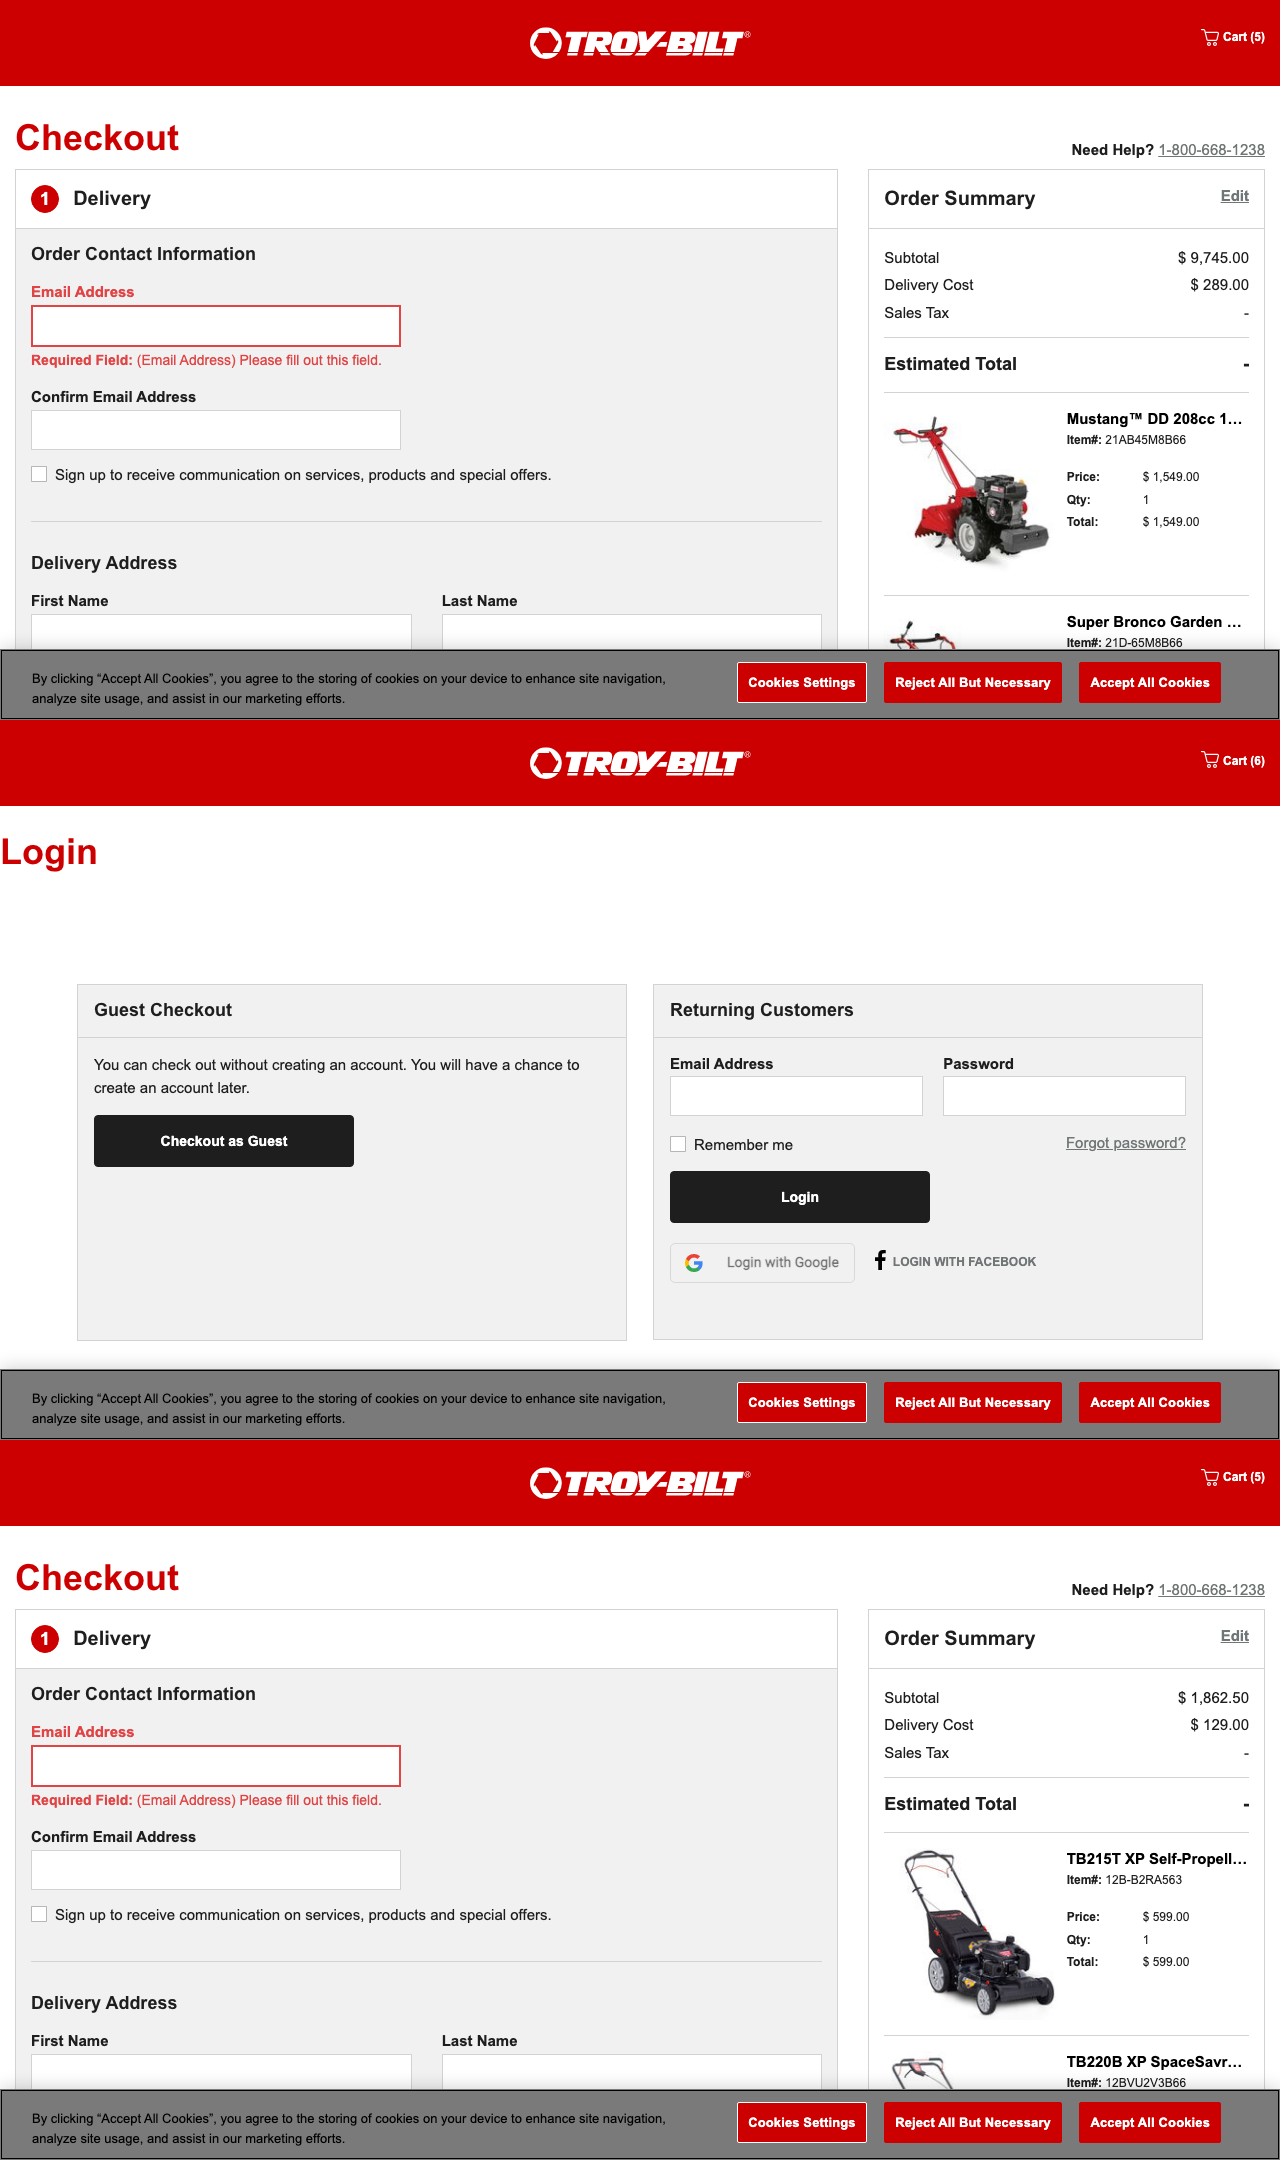 TROY-BILT®
Cart (5)
Checkout
Need Help? 1-800-668-1238
1 Delivery
Order Contact Information
Email Address
Required Field: (Email Address) Please fill out this field.
Confirm Email Address
Sign up to receive communication on services, products and special offers.
Delivery Address
First Name
Last Name
Order Summary
Edit
Subtotal $ 9,745.00
Delivery Cost $ 289.00
Sales Tax -
Estimated Total -
Mustang™ DD 208cc 1...
Item#: 21AB45M8B66
Price: $ 1,549.00
Qty: 1
Total: $ 1,549.00
Super Bronco Garden ...
Item#: 21D-65M8B66
By clicking “Accept All Cookies”, you agree to the storing of cookies on your device to enhance site navigation,
analyze site usage, and assist in our marketing efforts.
Cookies Settings
Reject All But Necessary
Accept All Cookies
TROY-BILT®
Cart (6)
Login
Guest Checkout
You can check out without creating an account. You will have a chance to
create an account later.
Checkout as Guest
Returning Customers
Email Address
Password
Remember me
Forgot password?
Login
Login with Google
LOGIN WITH FACEBOOK
By clicking “Accept All Cookies”, you agree to the storing of cookies on your device to enhance site navigation,
analyze site usage, and assist in our marketing efforts.
Cookies Settings
Reject All But Necessary
Accept All Cookies
TROY-BILT®
Cart (5)
Checkout
Need Help? 1-800-668-1238
1 Delivery
Order Contact Information
Email Address
Required Field: (Email Address) Please fill out this field.
Confirm Email Address
Sign up to receive communication on services, products and special offers.
Delivery Address
First Name
Last Name
Order Summary
Edit
Subtotal $ 1,862.50
Delivery Cost $ 129.00
Sales Tax -
Estimated Total -
TB215T XP Self-Propell...
Item#: 12B-B2RA563
Price: $ 599.00
Qty: 1
Total: $ 599.00
TB220B XP SpaceSavr...
Item#: 12BVU2V3B66
By clicking “Accept All Cookies”, you agree to the storing of cookies on your device to enhance site navigation,
analyze site usage, and assist in our marketing efforts.
Cookies Settings
Reject All But Necessary
Accept All Cookies